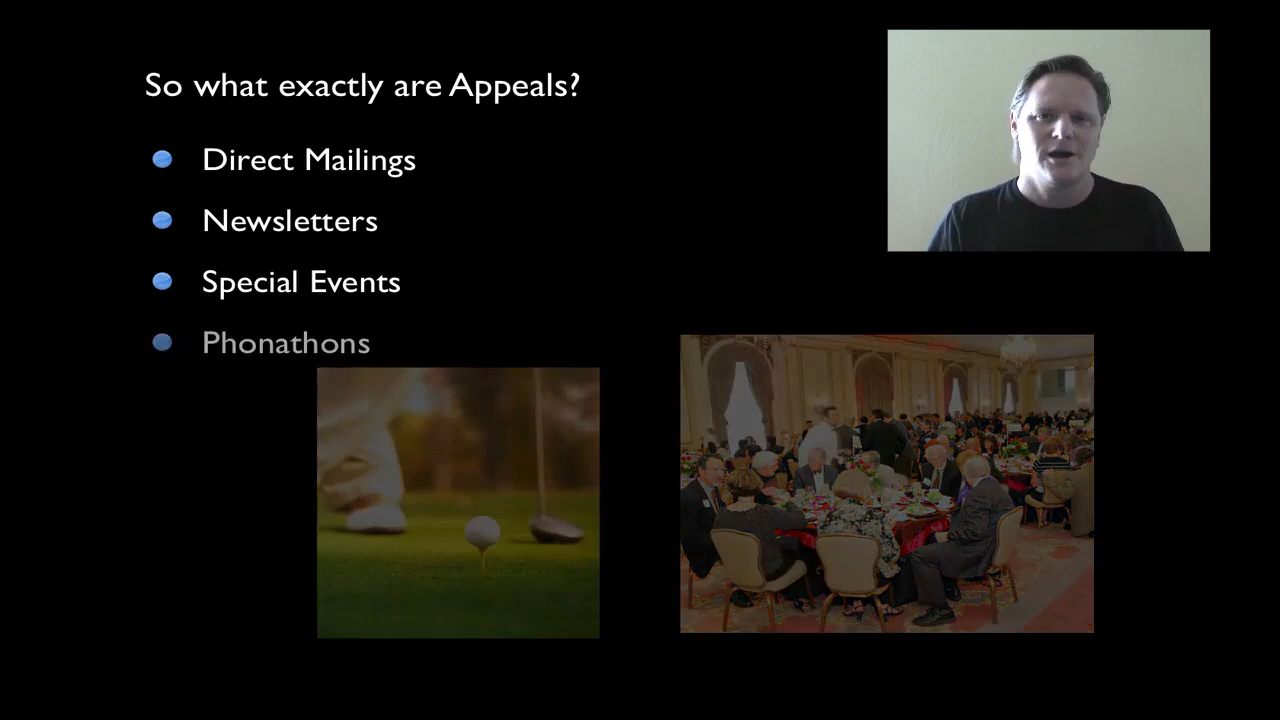 So what exactly are Appeals?
Direct Mailings
Newsletters
Special Events
Phonathons